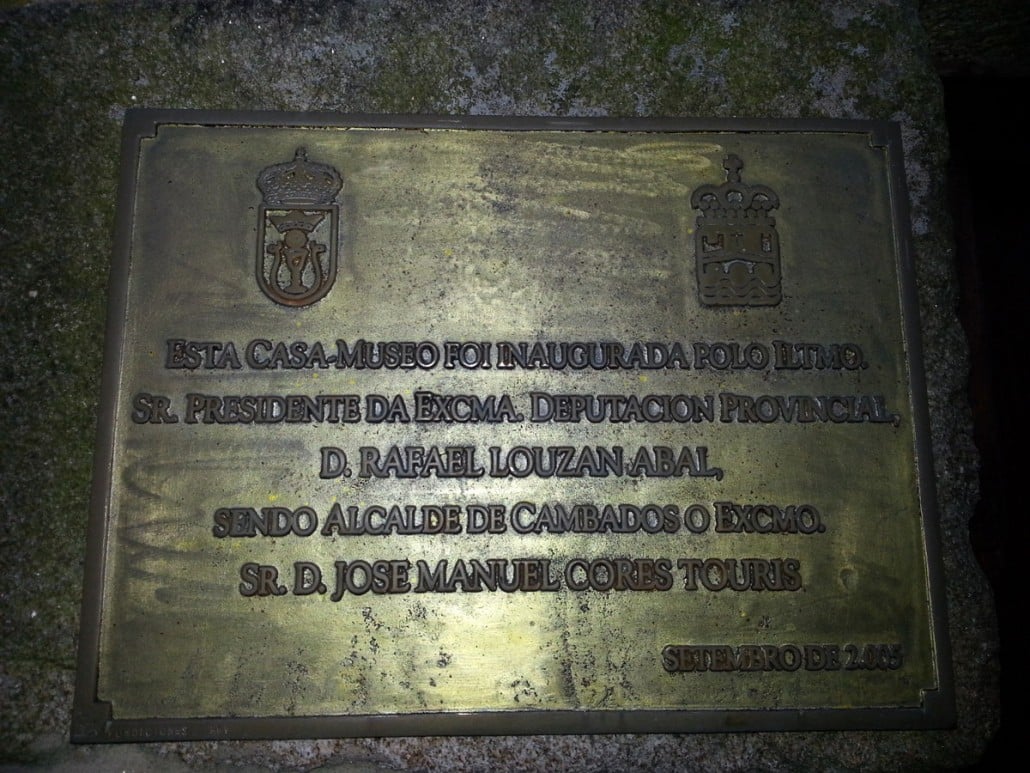 ESTA CASA-MUSEO FOI INAUGURADA POLO ILTMO.
SR. PRESIDENTE DA EXCMA. DEPUTACION PROVINCIAL,
D. RAFAEL LOUZAN ABAL,
SENDO ALCALDE DE CAMBADOS O EXCMO.
SR. D. JOSE MANUEL CORES TOURIS
SETEMBRO DE 2.005
FUNDICIONES